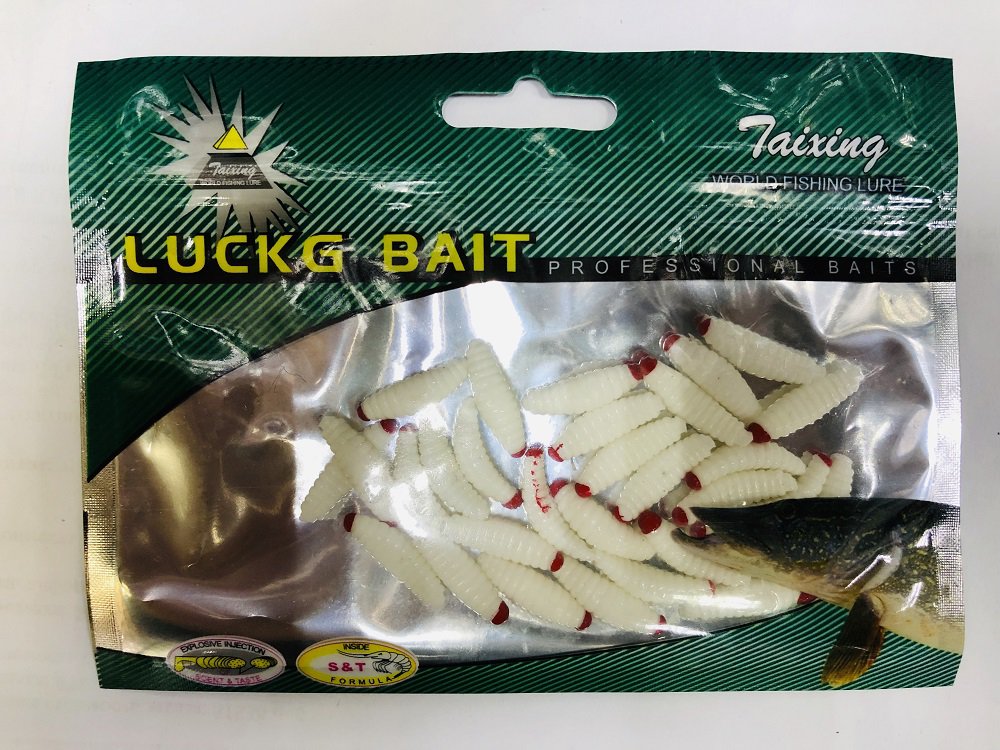 Taixing
WORLD FISHING LURE
Taixing
WORLD FISHING LURE
LUCKG BAIT
PROFESSIONAL BAITS
EXPLOSIVE INJECTION
SCENT & TASTE
INSIDE
S&T
FORMULA